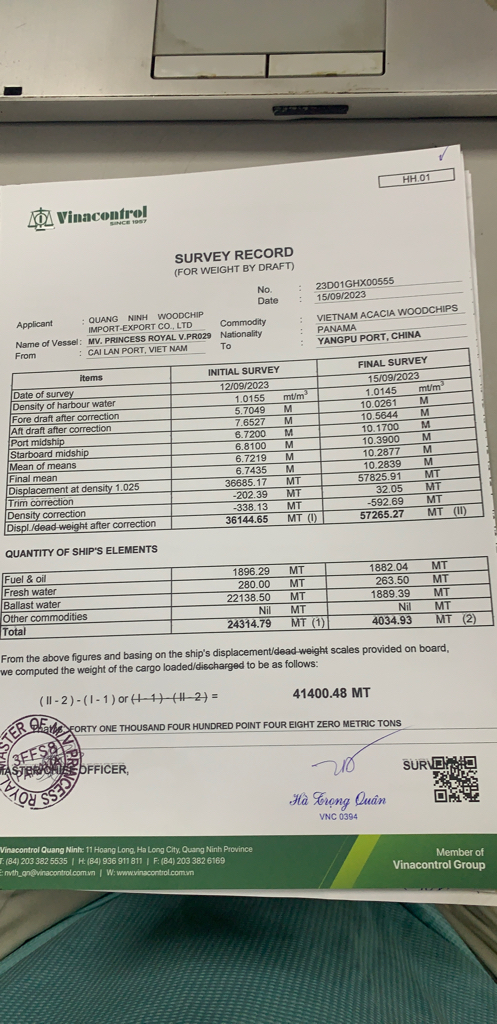 HH.01
Vinacontrol
SINCE 1957
SURVEY RECORD
(FOR WEIGHT BY DRAFT)
No. : 23D01GHX00555
Date : 15/09/2023
Applicant : QUANG NINH WOODCHIP IMPORT-EXPORT CO., LTD
Commodity : VIETNAM ACACIA WOODCHIPS
Name of Vessel : MV. PRINCESS ROYAL V.PR029
Nationality : PANAMA
From : CAI LAN PORT, VIET NAM
To : YANGPU PORT, CHINA
items INITIAL SURVEY FINAL SURVEY
Date of survey 12/09/2023 15/09/2023
Density of harbour water 1.0155 mt/m³ 1.0145 mt/m³
Fore draft after correction 5.7049 M 10.0261 M
Aft draft after correction 7.6527 M 10.5644 M
Port midship 6.7200 M 10.1700 M
Starboard midship 6.8100 M 10.3900 M
Mean of means 6.7219 M 10.2877 M
Final mean 6.7435 M 10.2839 M
Displacement at density 1.025 36685.17 MT 57825.91 MT
Trim correction -202.39 MT 32.05 MT
Density correction -338.13 MT -592.69 MT
Displ./dead weight after correction 36144.65 MT (I) 57265.27 MT (II)
QUANTITY OF SHIP'S ELEMENTS
Fuel & oil 1896.29 MT 1882.04 MT
Fresh water 280.00 MT 263.50 MT
Ballast water 22138.50 MT 1889.39 MT
Other commodities Nil MT Nil MT
Total 24314.79 MT (1) 4034.93 MT (2)
From the above figures and basing on the ship's displacement/dead weight scales provided on board,
we computed the weight of the cargo loaded/discharged to be as follows:
(II-2)-(I-1) or (I-1)-(II-2) = 41400.48 MT
FORTY ONE THOUSAND FOUR HUNDRED POINT FOUR EIGHT ZERO METRIC TONS
MASTER OF M.V PRINCESS ROYAL
3FFS8
MASTER/CHIEF OFFICER,
SURV
Hà Trọng Quân
VNC 0394
Vinacontrol Quang Ninh: 11 Hoang Long, Ha Long City, Quang Ninh Province
T: (84) 203 382 5535 | H: (84) 936 911 811 | F: (84) 203 382 6169
E: nvth_qn@vinacontrol.com.vn | W: www.vinacontrol.com.vn
Member of
Vinacontrol Group